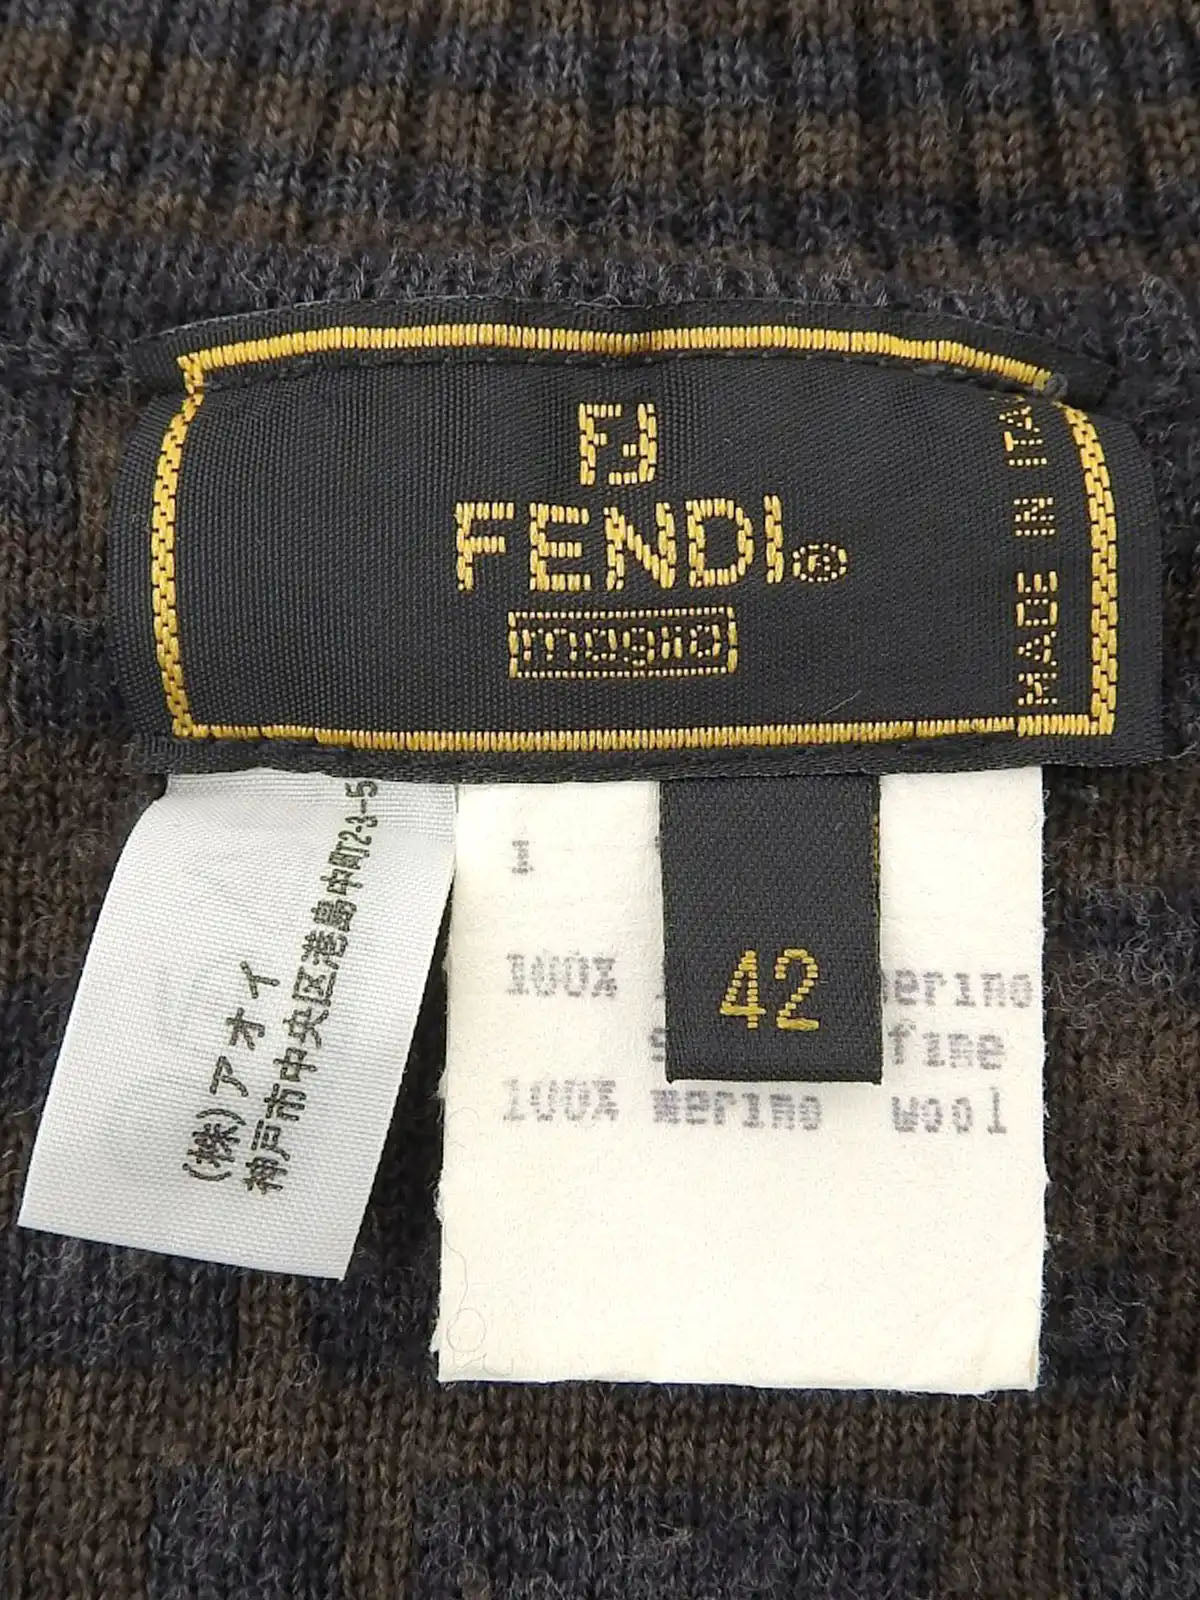 FF
FENDI®
maglia
MADE IN ITA
42
100% merino
fine
100% merino wool
(株)アオイ
神戸市中央区港島中町2-3-5